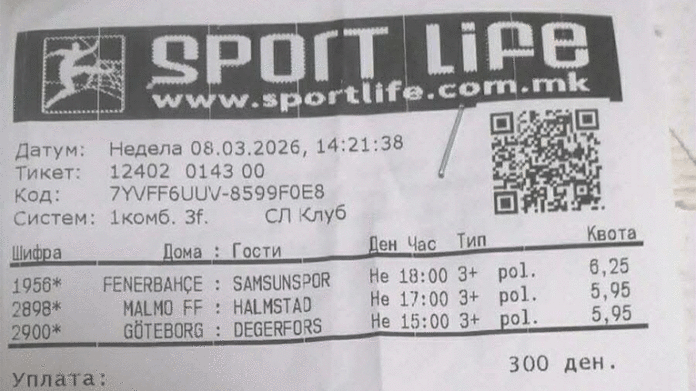 SPORT LIFE
www.sportlife.com.mk
Датум: Недела 08.03.2026, 14:21:38
Тикет: 12402 0143 00
Код: 7YVFF6UUV-8599F0E8
Систем: 1комб. 3f. СЛ Клуб
Шифра Дома : Гости Ден Час Тип Квота
1956* FENERBAHÇE : SAMSUNSPOR Не 18:00 3+ pol. 6,25
2898* MALMO FF : HALMSTAD Не 17:00 3+ pol. 5,95
2900* GÖTEBORG : DEGERFORS Не 15:00 3+ pol. 5,95
Уплата: 300 ден.